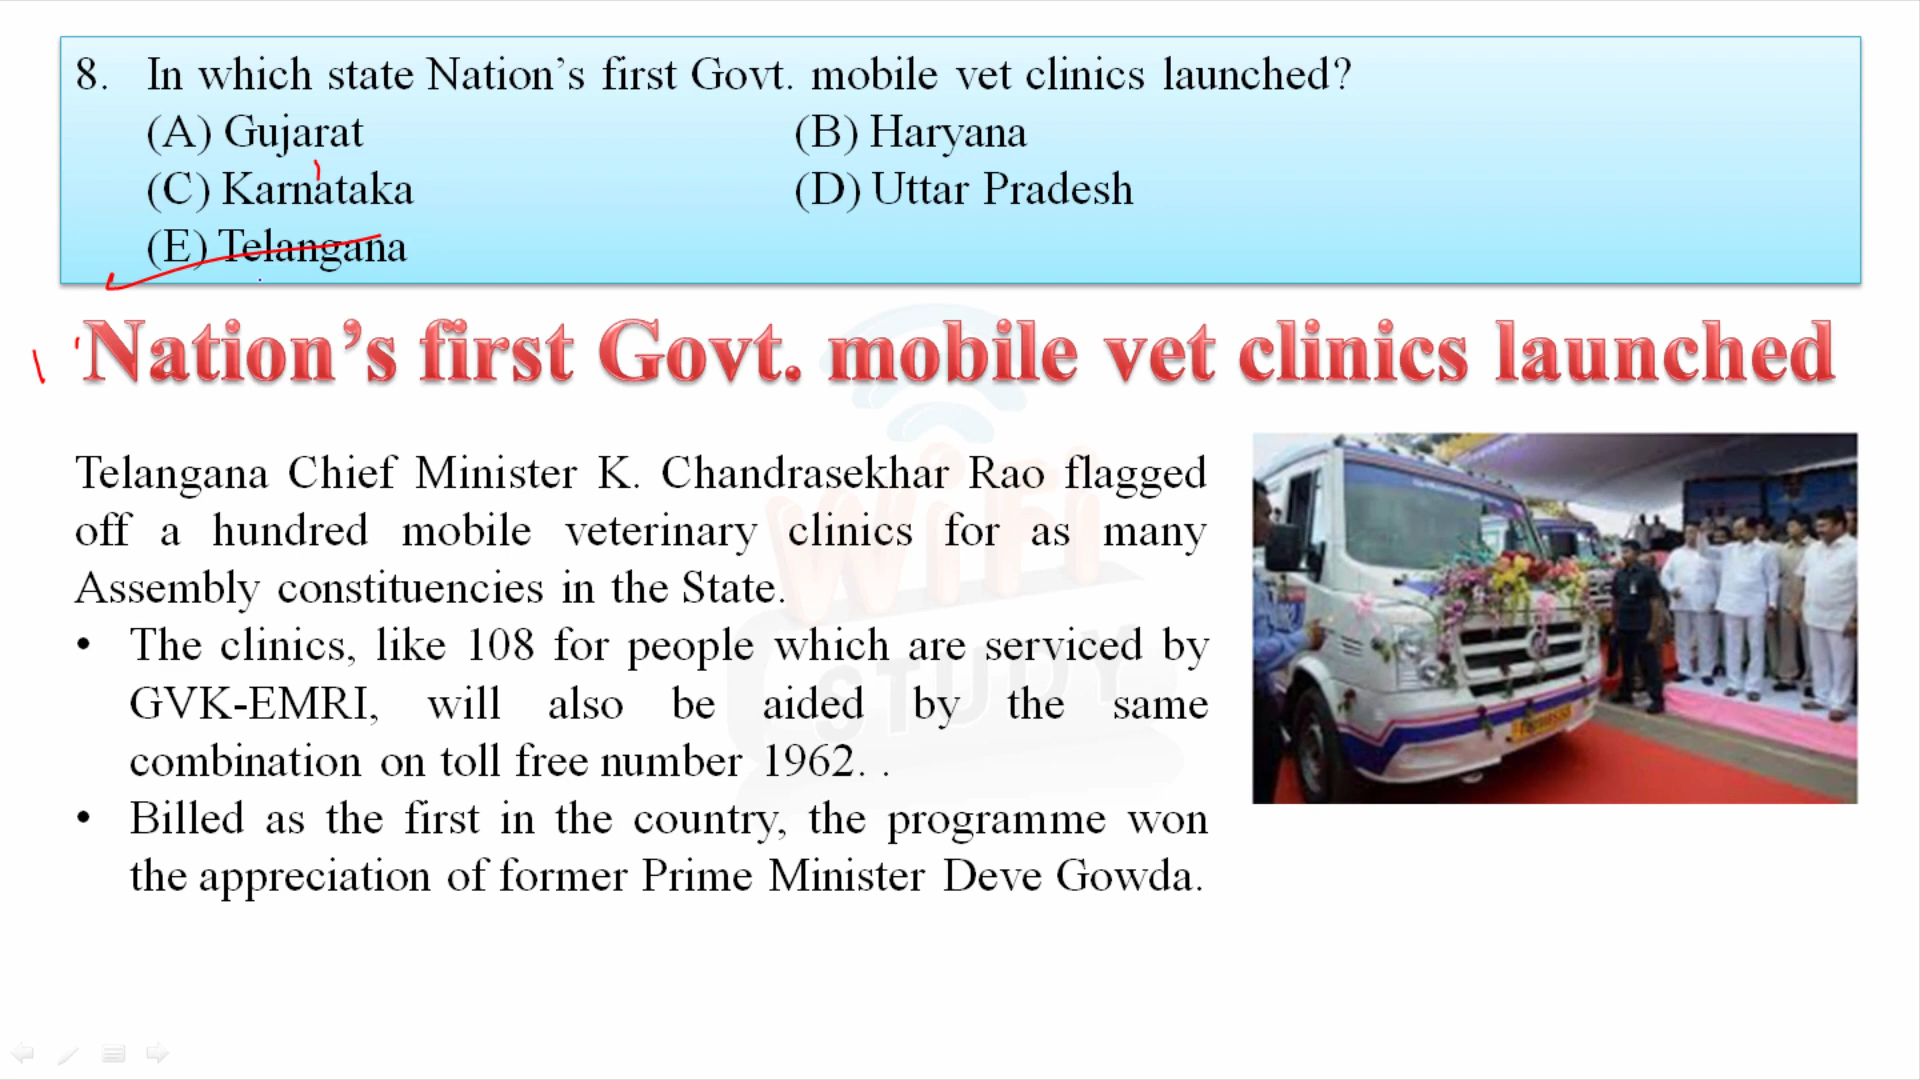 8. In which state Nation's first Govt. mobile vet clinics launched?
(A) Gujarat (B) Haryana
(C) Karnataka (D) Uttar Pradesh
(E) Telangana
Nation's first Govt. mobile vet clinics launched
Telangana Chief Minister K. Chandrasekhar Rao flagged
off a hundred mobile veterinary clinics for as many
Assembly constituencies in the State.
• The clinics, like 108 for people which are serviced by
GVK-EMRI, will also be aided by the same
combination on toll free number 1962. .
• Billed as the first in the country, the programme won
the appreciation of former Prime Minister Deve Gowda.
WiFi
STUDY